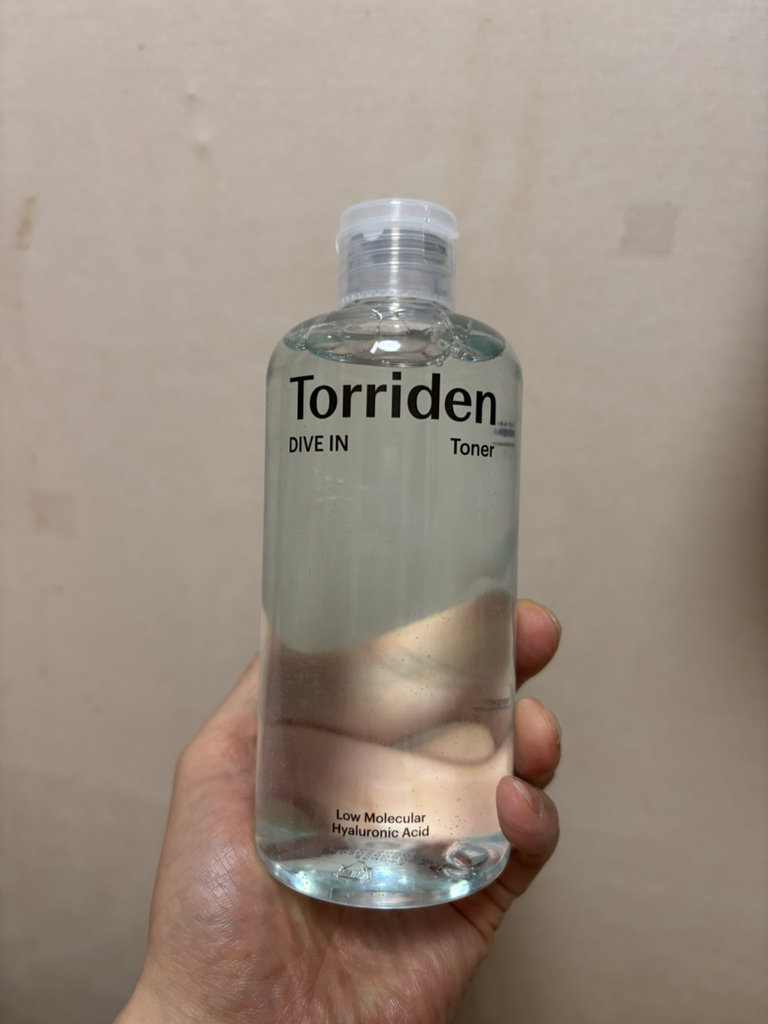 Torriden
DIVE IN Toner
Low Molecular
Hyaluronic Acid